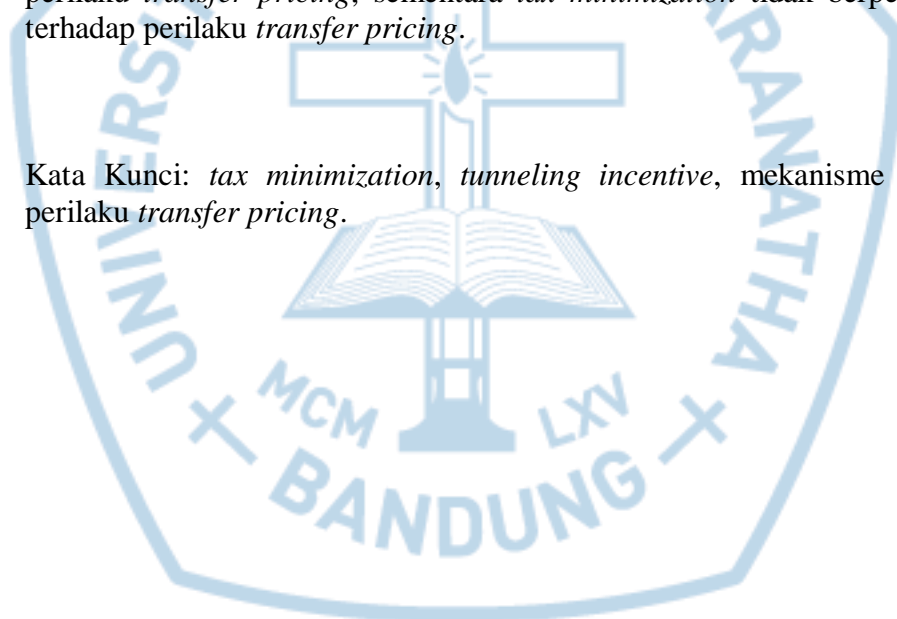 perilaku transfer pricing, sementara tax minimization tidak
terhadap perilaku transfer pricing.
Kata Kunci: tax minimization, tunneling incentive, mekanisme
perilaku transfer pricing.
MCM LXV
BANDUNG